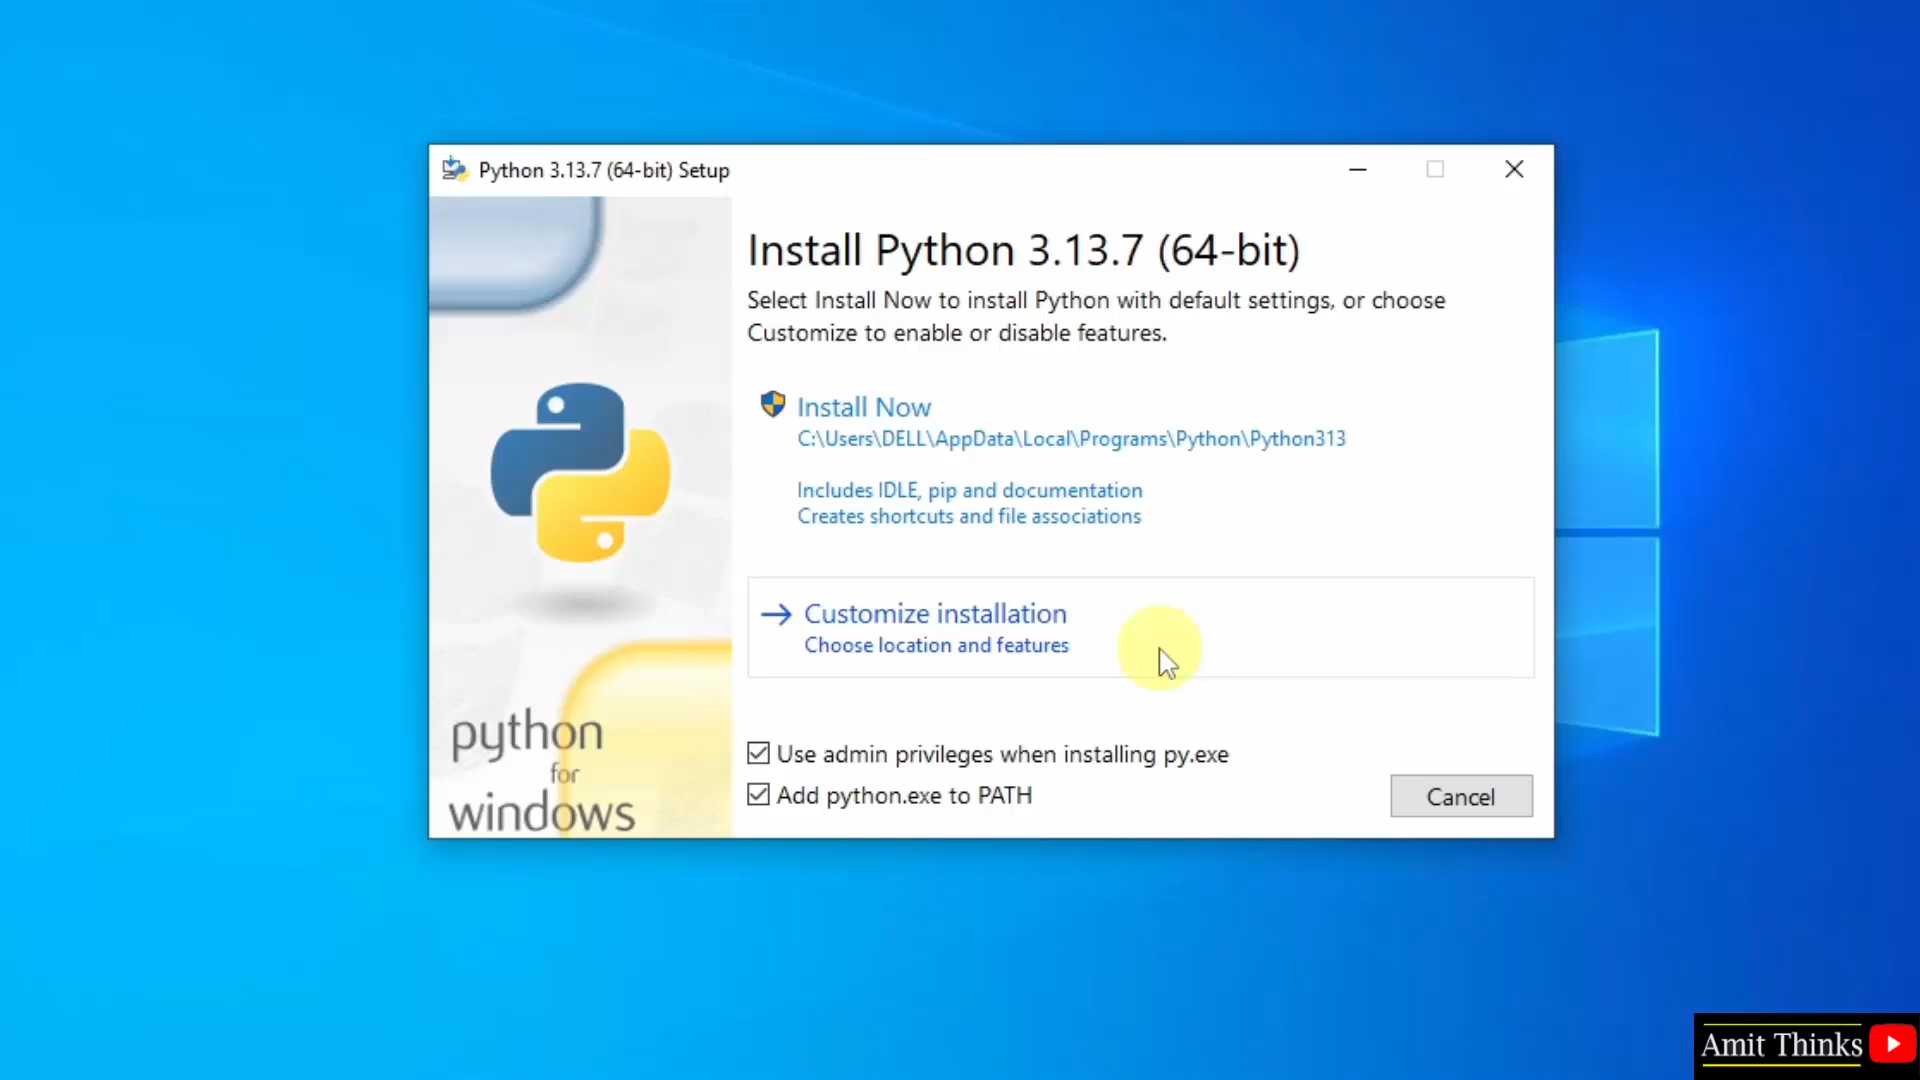 Python 3.13.7 (64-bit) Setup
Install Python 3.13.7 (64-bit)
Select Install Now to install Python with default settings, or choose
Customize to enable or disable features.
Install Now
C:\Users\DELL\AppData\Local\Programs\Python\Python313
Includes IDLE, pip and documentation
Creates shortcuts and file associations
Customize installation
Choose location and features
python
for
windows
Use admin privileges when installing py.exe
Add python.exe to PATH
Cancel
Amit Thinks